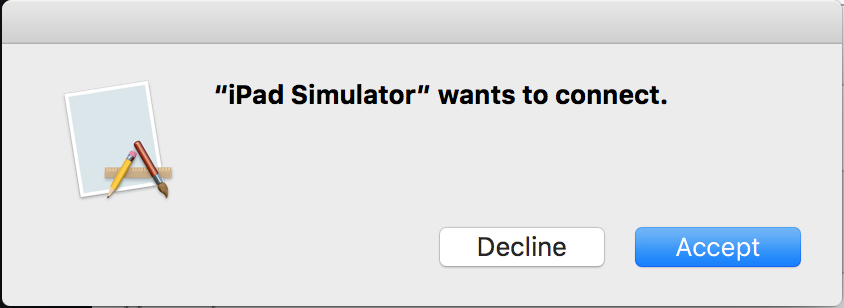 “iPad Simulator” wants to connect.
Decline
Accept